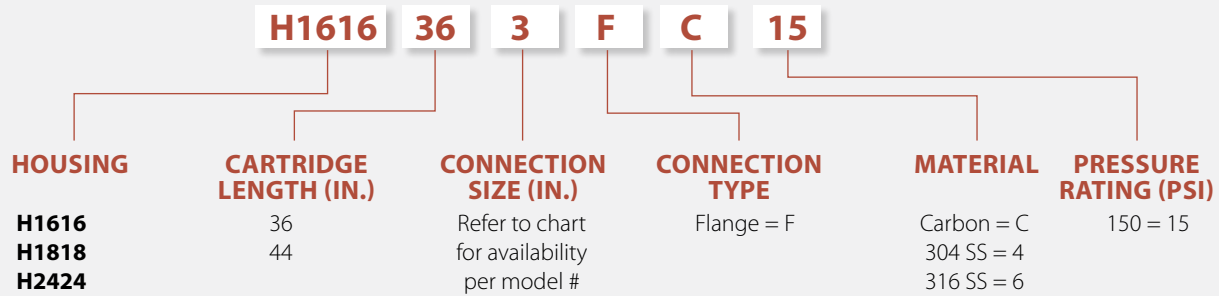 H1616 36 3 F C 15
HOUSING CARTRIDGE CONNECTION CONNECTION MATERIAL PRESSURE
LENGTH (IN.) SIZE (IN.) TYPE RATING (PSI)
H1616 36 Refer to chart Flange = F Carbon = C 150 = 15
H1818 44 for availability 304 SS = 4
H2424 per model # 316 SS = 6